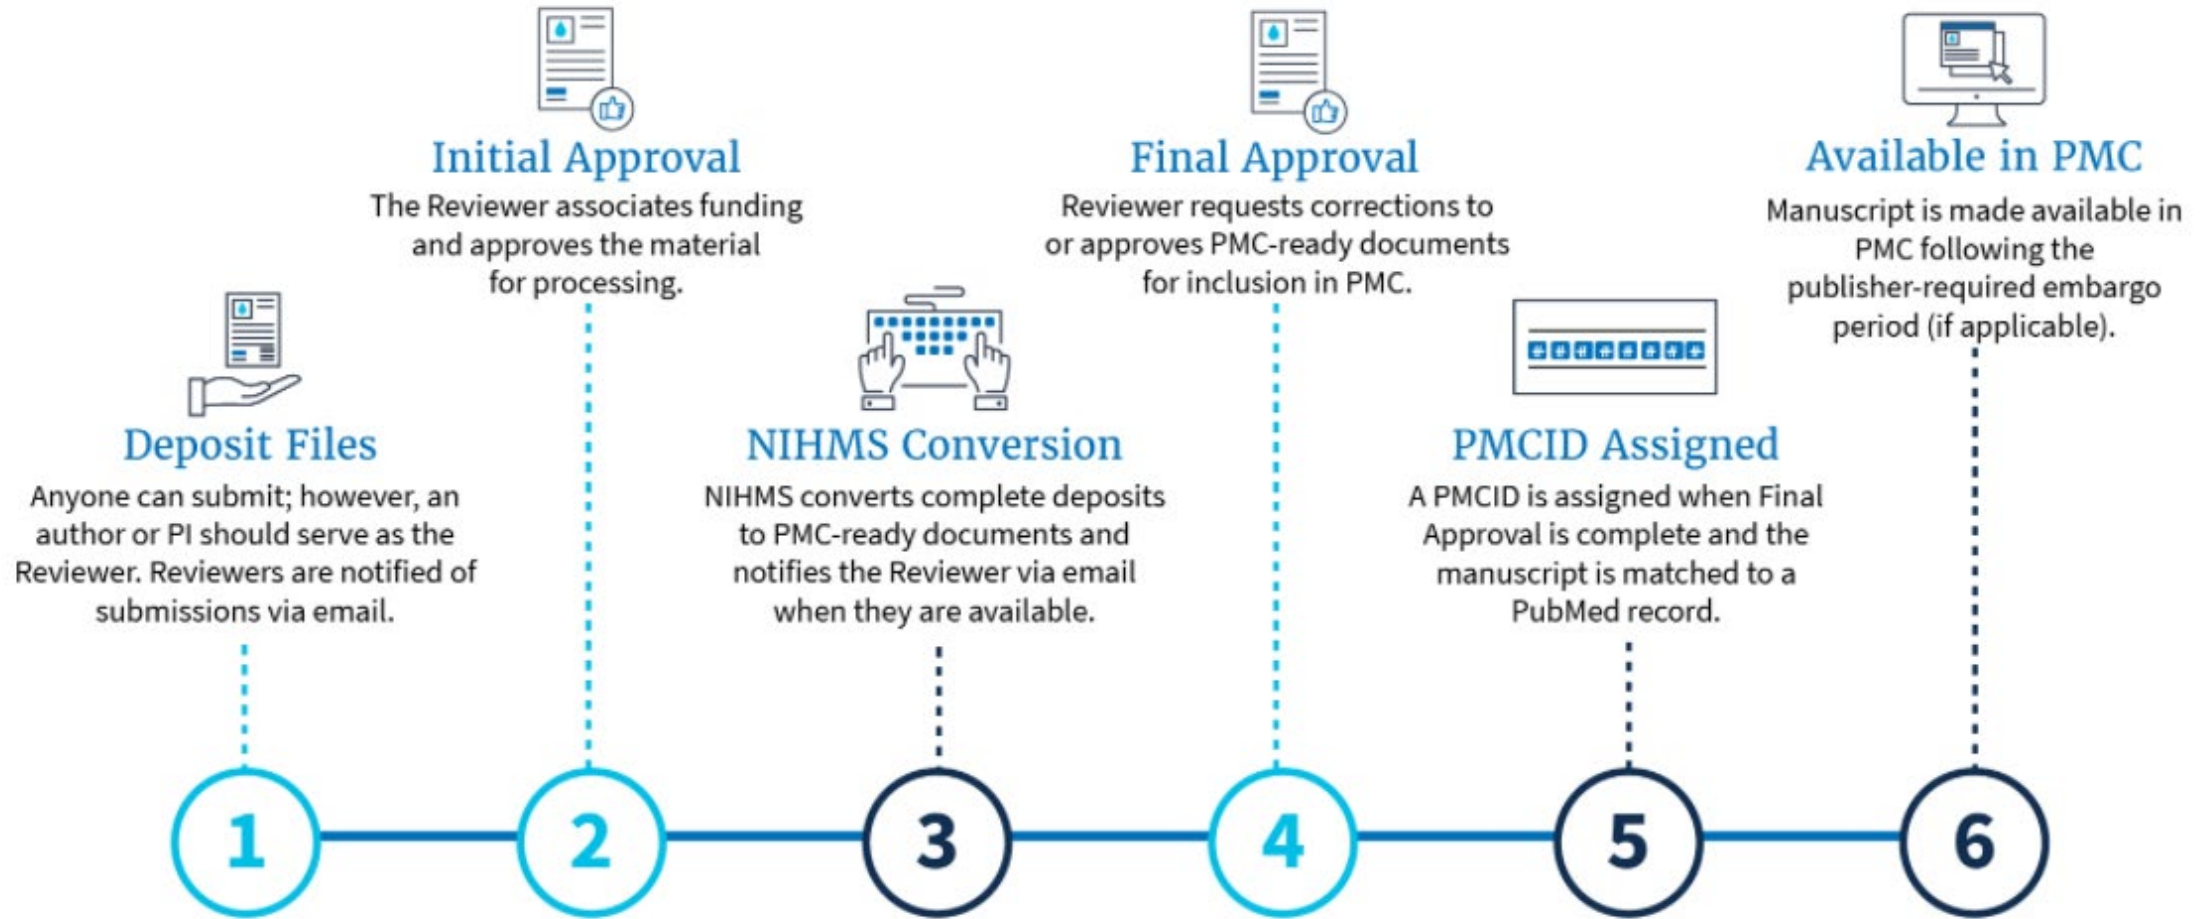 Deposit Files
Anyone can submit; however, an
author or PI should serve as the
Reviewer. Reviewers are notified of
submissions via email.
1
Initial Approval
The Reviewer associates funding
and approves the material
for processing.
2
NIHMS Conversion
NIHMS converts complete deposits
to PMC-ready documents and
notifies the Reviewer via email
when they are available.
3
Final Approval
Reviewer requests corrections to
or approves PMC-ready documents
for inclusion in PMC.
4
########
PMCID Assigned
A PMCID is assigned when Final
Approval is complete and the
manuscript is matched to a
PubMed record.
5
Available in PMC
Manuscript is made available in
PMC following the
publisher-required embargo
period (if applicable).
6